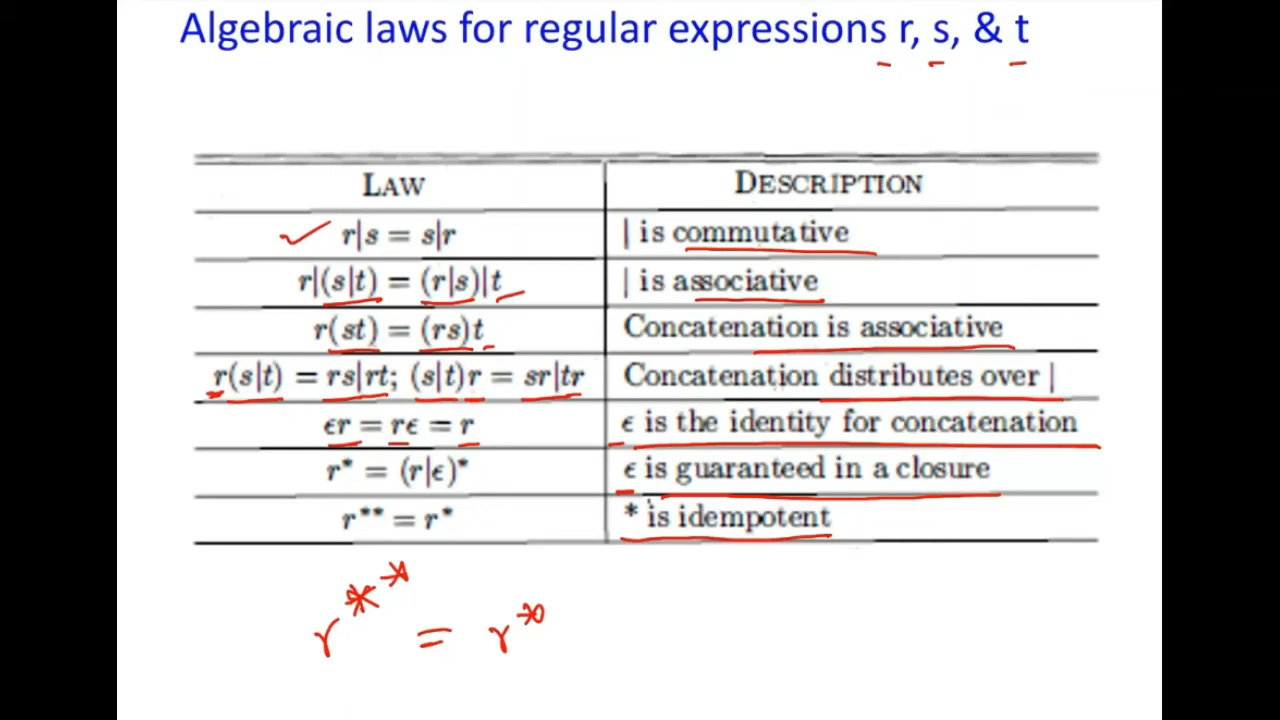 Algebraic laws for regular expressions r, s, & t
LAW DESCRIPTION
r|s = s|r | is commutative
r|(s|t) = (r|s)|t | is associative
r(st) = (rs)t Concatenation is associative
r(s|t) = rs|rt; (s|t)r = sr|tr Concatenation distributes over |
ϵr = rϵ = r ϵ is the identity for concatenation
r* = (r|ϵ)* ϵ is guaranteed in a closure
r** = r* * is idempotent
r** = r*